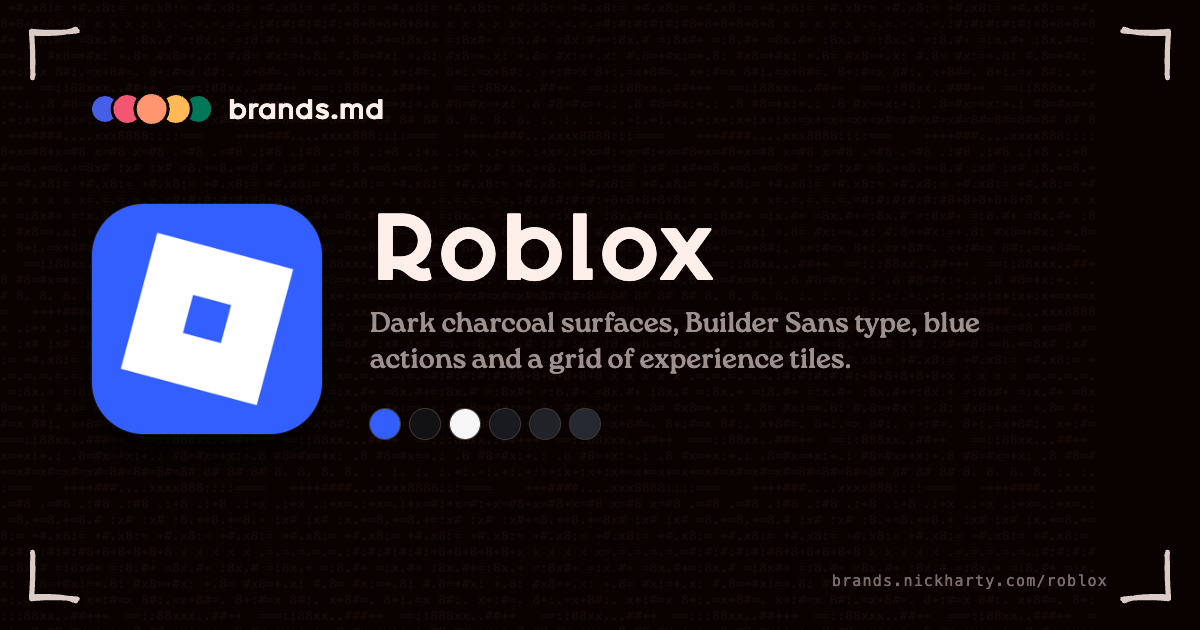 brands.md
Roblox
Dark charcoal surfaces, Builder Sans type, blue
actions and a grid of experience tiles.
brands.nickharty.com/roblox